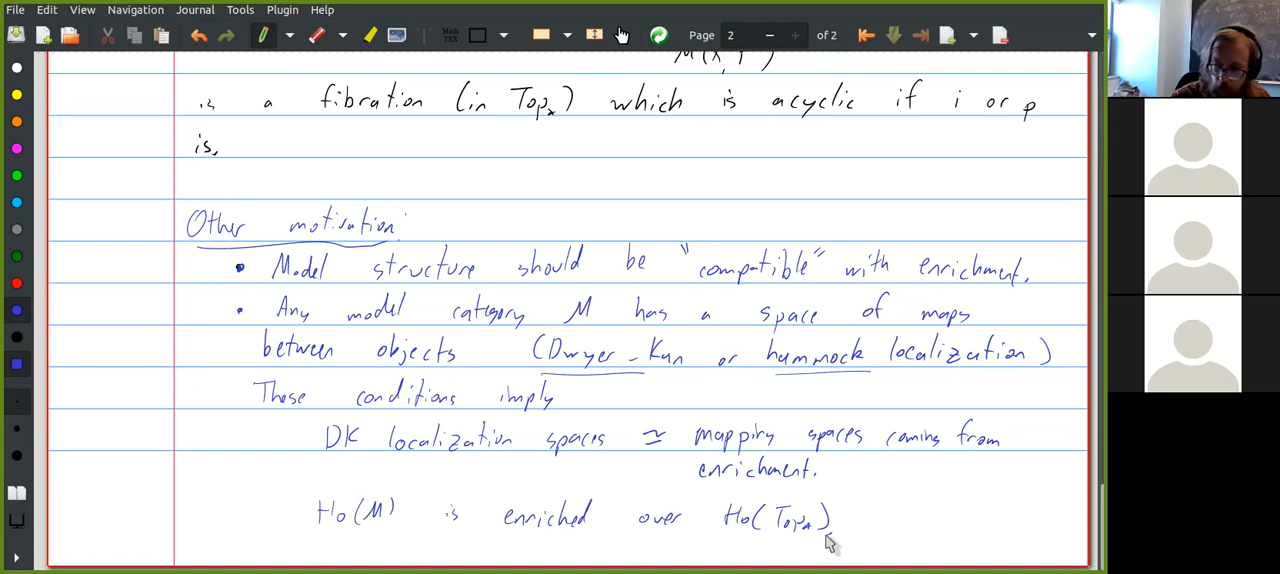 File Edit View Navigation Journal Tools Plugin Help
Page 2 of 2
M(X, Y)
is a fibration (in Top_*) which is acyclic if i or p
is.
Other motivation:
• Model structure should be "compatible" with enrichment.
• Any model category M has a space of maps
between objects (Dwyer-Kan or hammock localization)
These conditions imply
DK localization spaces ≃ mapping spaces coming from
enrichment.
Ho(M) is enriched over Ho(Top_*)